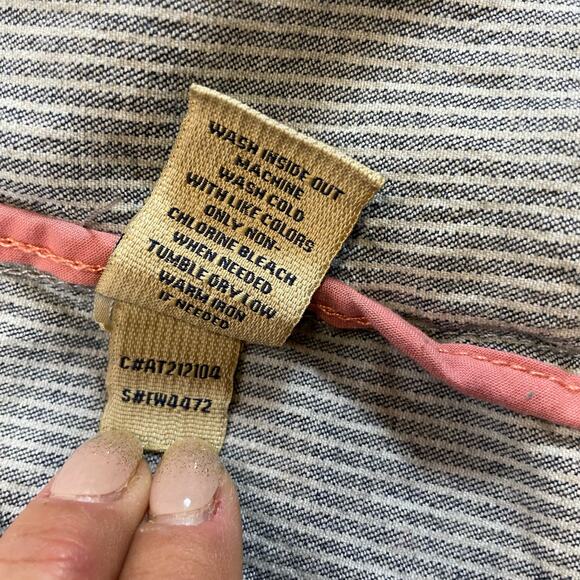 WASH INSIDE OUT
MACHINE
WASH COLD
WITH LIKE COLORS
ONLY NON-
CHLORINE BLEACH
WHEN NEEDED
TUMBLE DRY LOW
WARM IRON
IF NEEDED
C#AT212104
S#TW4472